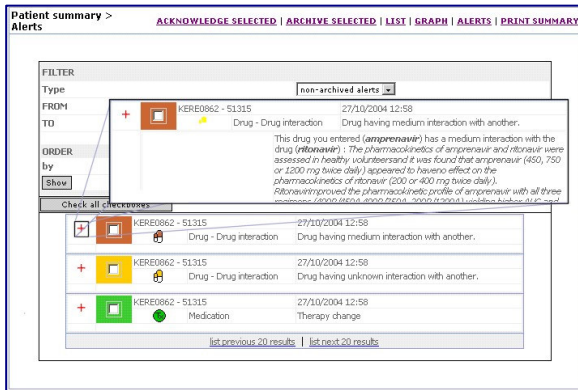 Patient summary >
Alerts
ACKNOWLEDGE SELECTED | ARCHIVE SELECTED | LIST | GRAPH | ALERTS | PRINT SUMMARY
FILTER
Type non-archived alerts
FROM
TO
ORDER
by
Show
Check all checkboxes
KERE0862 - 51315 27/10/2004 12:58
Drug - Drug interaction Drug having medium interaction with another.
This drug you entered (amprenavir) has a medium interaction with the
drug (ritonavir) : The pharmacokinetics of amprenavir and ritonavir were
assessed in healthy volunteersand it was found that amprenavir (450, 750
or 1200 mg twice daily) appeared to haveno effect on the
pharmacokinetics of ritonavir (200 or 400 mg twice daily).
Ritonavirimproved the pharmacokinetic profile of amprenavir with all three
KERE0862 - 51315 27/10/2004 12:58
Drug - Drug interaction Drug having medium interaction with another.
KERE0862 - 51315 27/10/2004 12:58
Drug - Drug interaction Drug having unknown interaction with another.
KERE0862 - 51315 27/10/2004 12:58
Medication Therapy change
list previous 20 results | list next 20 results